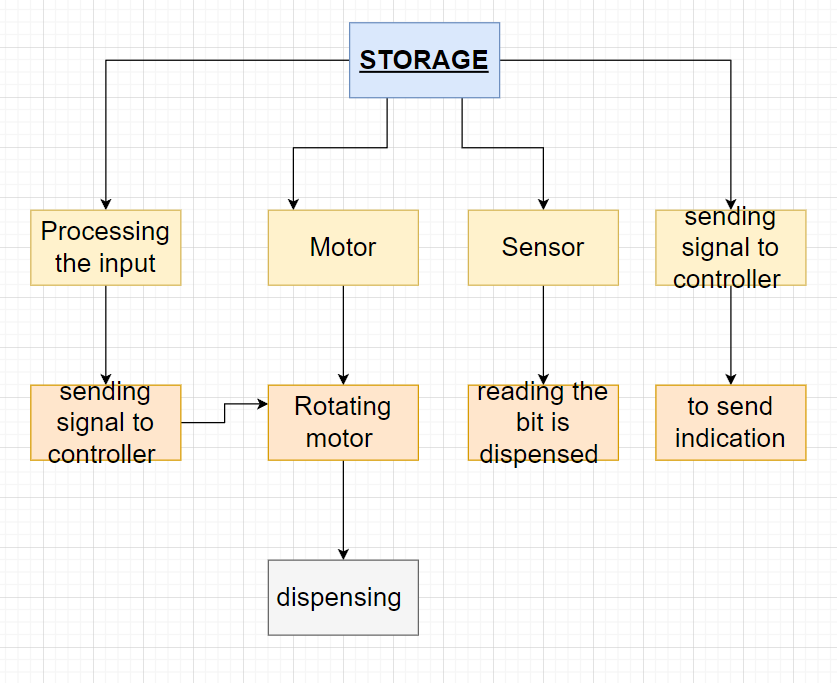 STORAGE
Processing
the input
Motor
Sensor
sending
signal to
controller
sending
signal to
controller
Rotating
motor
reading the
bit is
dispensed
to send
indication
dispensing